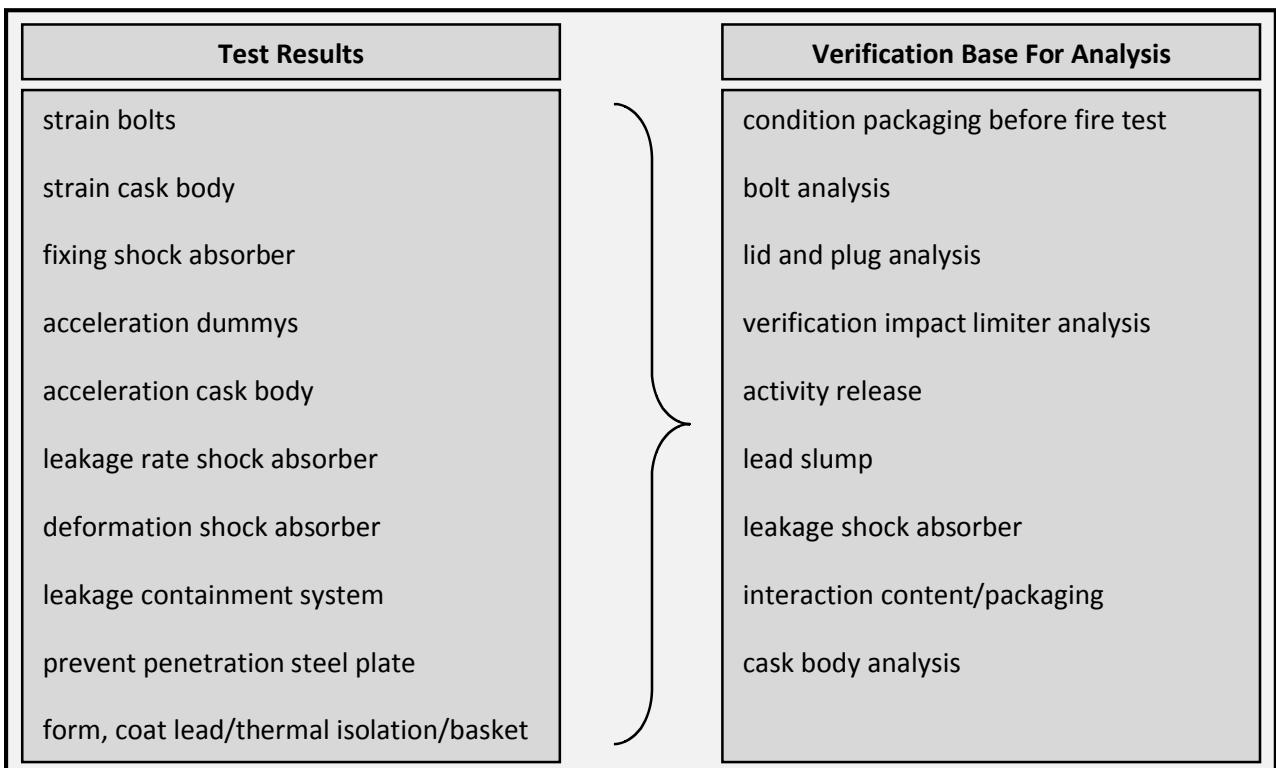 Test Results
strain bolts
strain cask body
fixing shock absorber
acceleration dummys
acceleration cask body
leakage rate shock absorber
deformation shock absorber
leakage containment system
prevent penetration steel plate
form, coat lead/thermal isolation/basket
Verification Base For Analysis
condition packaging before fire test
bolt analysis
lid and plug analysis
verification impact limiter analysis
activity release
lead slump
leakage shock absorber
interaction content/packaging
cask body analysis